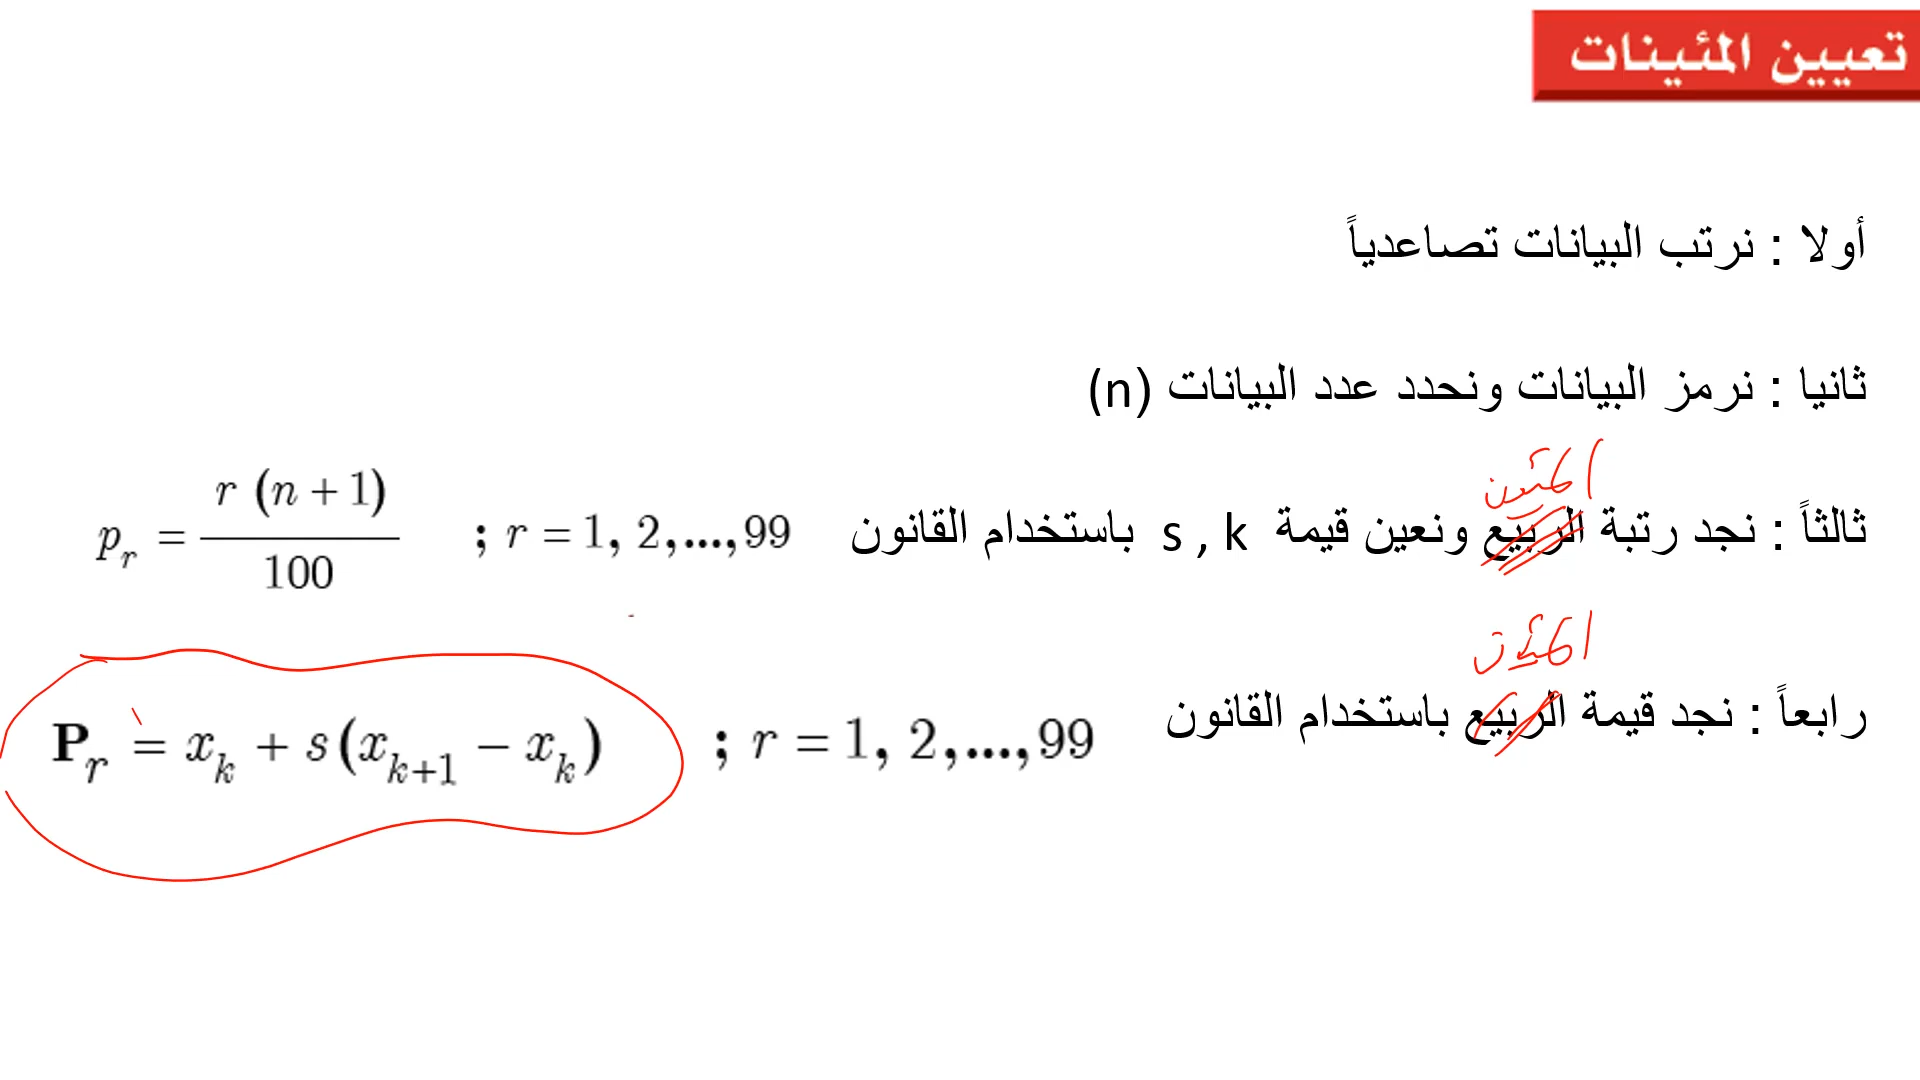 تعيين المئينات
أولا : نرتب البيانات تصاعدياً
ثانيا : نرمز البيانات ونحدد عدد البيانات (n)
المئين
ثالثاً : نجد رتبة الربيع ونعين قيمة s , k باستخدام القانون p_r = r (n + 1) / 100 ; r = 1, 2,...,99
المئين
رابعاً : نجد قيمة الربيع باستخدام القانون P_r = x_k + s(x_{k+1} − x_k) ; r = 1, 2,...,99